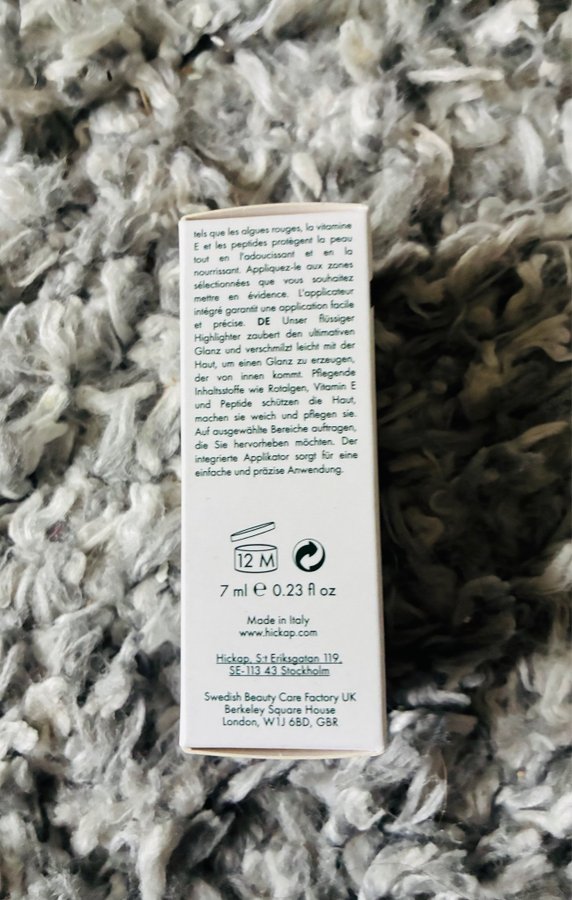 tels que les algues rouges, la vitamine
E et les peptides protègent la peau
tout en l'adoucissant et en la
nourrissant. Appliquez-le aux zones
sélectionnées que vous souhaitez
mettre en évidence. L'applicateur
intégré garantit une application facile
et précise. DE Unser flüssiger
Highlighter zaubert den ultimativen
Glanz und verschmilzt leicht mit der
Haut, um einen Glanz zu erzeugen,
der von innen kommt. Pflegende
Inhaltsstoffe wie Rotalgen, Vitamin E
und Peptide schützen die Haut,
machen sie weich und pflegen sie.
Auf ausgewählte Bereiche auftragen,
die Sie hervorheben möchten. Der
integrierte Applikator sorgt für eine
einfache und präzise Anwendung.
12 M
7 ml e 0.23 fl oz
Made in Italy
www.hickap.com
Hickap, S:t Eriksgatan 119,
SE-113 43 Stockholm
Swedish Beauty Care Factory UK
Berkeley Square House
London, W1J 6BD, GBR